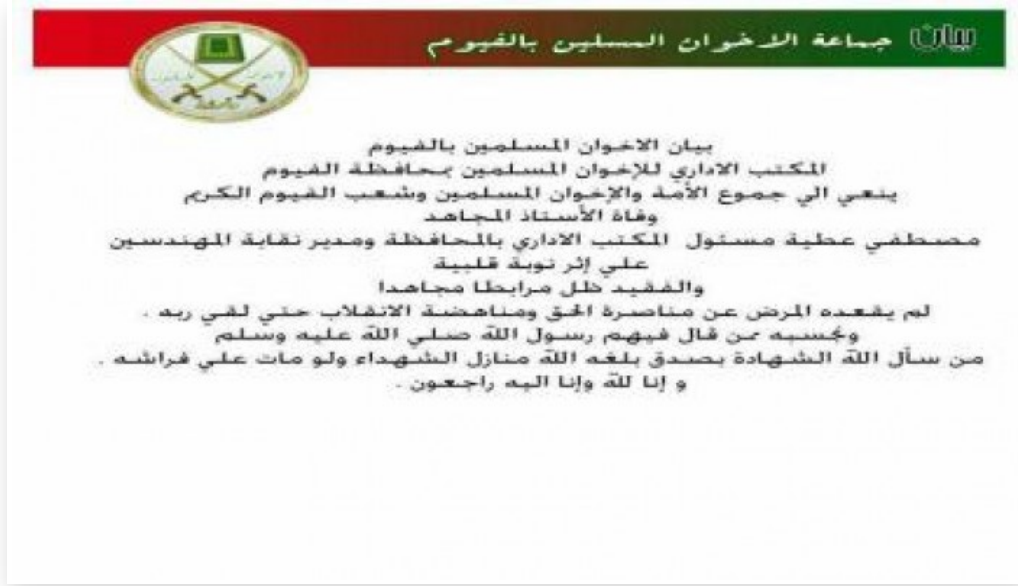 بيان جماعة الاخوان المسلين بالفيوم
بيان الاخوان المسلمين بالفيوم
المكتب الاداري للإخوان المسلمين بمحافظة الفيوم
ينعي الي جموع الأمة والإخوان المسلمين وشعب الفيوم الكريم
وفاة الأستاذ المجاهد
مصطفي عطية مسئول المكتب الاداري بالمحافظة ومدير نقابة المهندسين
علي إثر نوبة قلبية
والفقيد ظل مرابطا مجاهدا
لم يقعده المرض عن مناصرة الحق ومناهضة الانقلاب حتي لقي ربه .
ونحسبه ممن قال فيهم رسول الله صلي الله عليه وسلم
من سأل الله الشهادة بصدق بلغه الله منازل الشهداء ولو مات علي فراشه .
و إنا لله وإنا اليه راجعون .